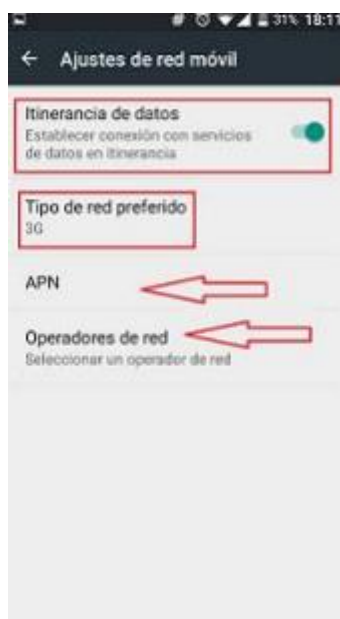 31% 18:11
Ajustes de red móvil
Itinerancia de datos
Establecer conexión con servicios
de datos en itinerancia
Tipo de red preferido
3G
APN
Operadores de red
Seleccionar un operador de red